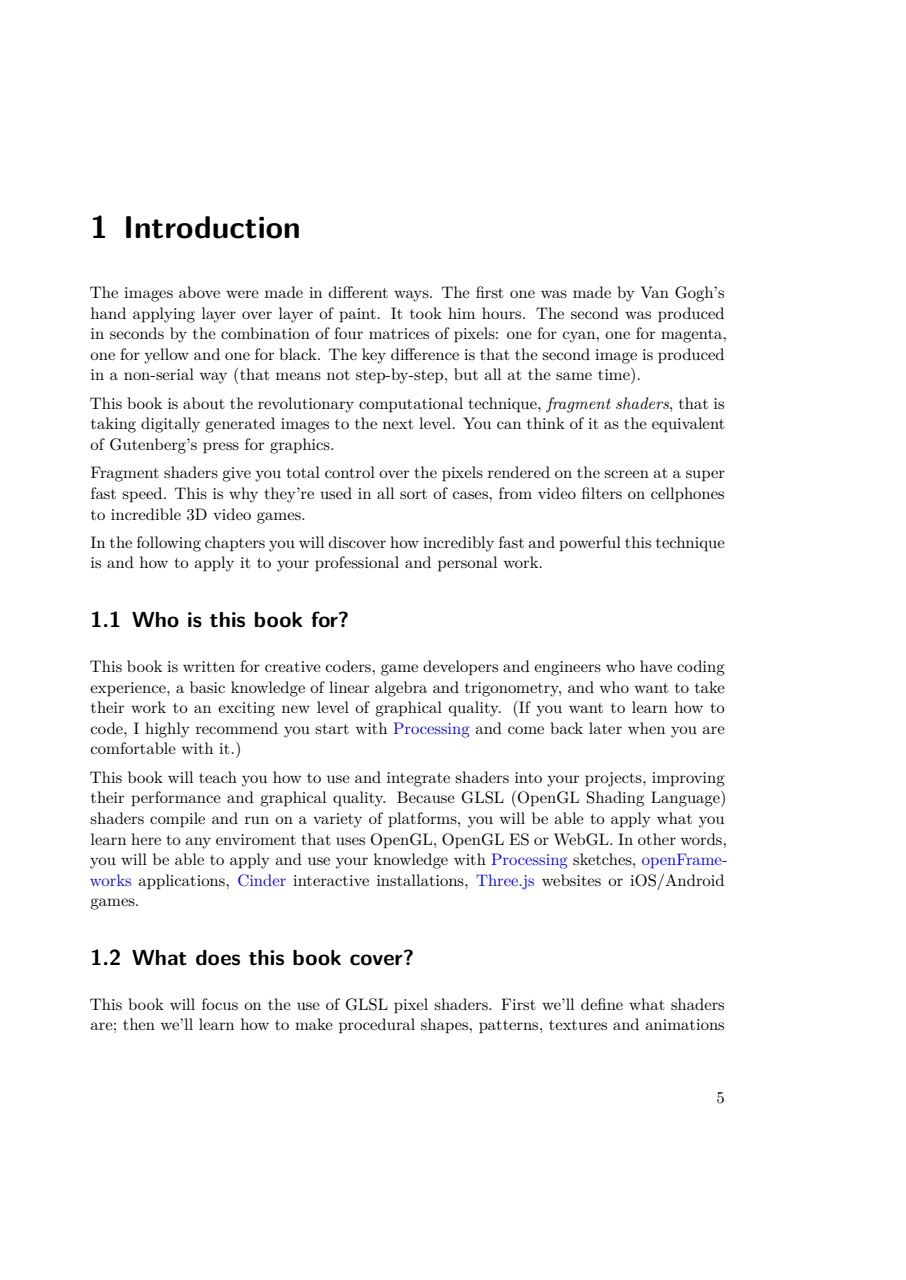 1 Introduction
The images above were made in different ways. The first one was made by Van Gogh's
hand applying layer over layer of paint. It took him hours. The second was produced
in seconds by the combination of four matrices of pixels: one for cyan, one for magenta,
one for yellow and one for black. The key difference is that the second image is produced
in a non-serial way (that means not step-by-step, but all at the same time).
This book is about the revolutionary computational technique, fragment shaders, that is
taking digitally generated images to the next level. You can think of it as the equivalent
of Gutenberg's press for graphics.
Fragment shaders give you total control over the pixels rendered on the screen at a super
fast speed. This is why they're used in all sort of cases, from video filters on cellphones
to incredible 3D video games.
In the following chapters you will discover how incredibly fast and powerful this technique
is and how to apply it to your professional and personal work.
1.1 Who is this book for?
This book is written for creative coders, game developers and engineers who have coding
experience, a basic knowledge of linear algebra and trigonometry, and who want to take
their work to an exciting new level of graphical quality. (If you want to learn how to
code, I highly recommend you start with Processing and come back later when you are
comfortable with it.)
This book will teach you how to use and integrate shaders into your projects, improving
their performance and graphical quality. Because GLSL (OpenGL Shading Language)
shaders compile and run on a variety of platforms, you will be able to apply what you
learn here to any enviroment that uses OpenGL, OpenGL ES or WebGL. In other words,
you will be able to apply and use your knowledge with Processing sketches, openFrame-
works applications, Cinder interactive installations, Three.js websites or iOS/Android
games.
1.2 What does this book cover?
This book will focus on the use of GLSL pixel shaders. First we'll define what shaders
are; then we'll learn how to make procedural shapes, patterns, textures and animations
5